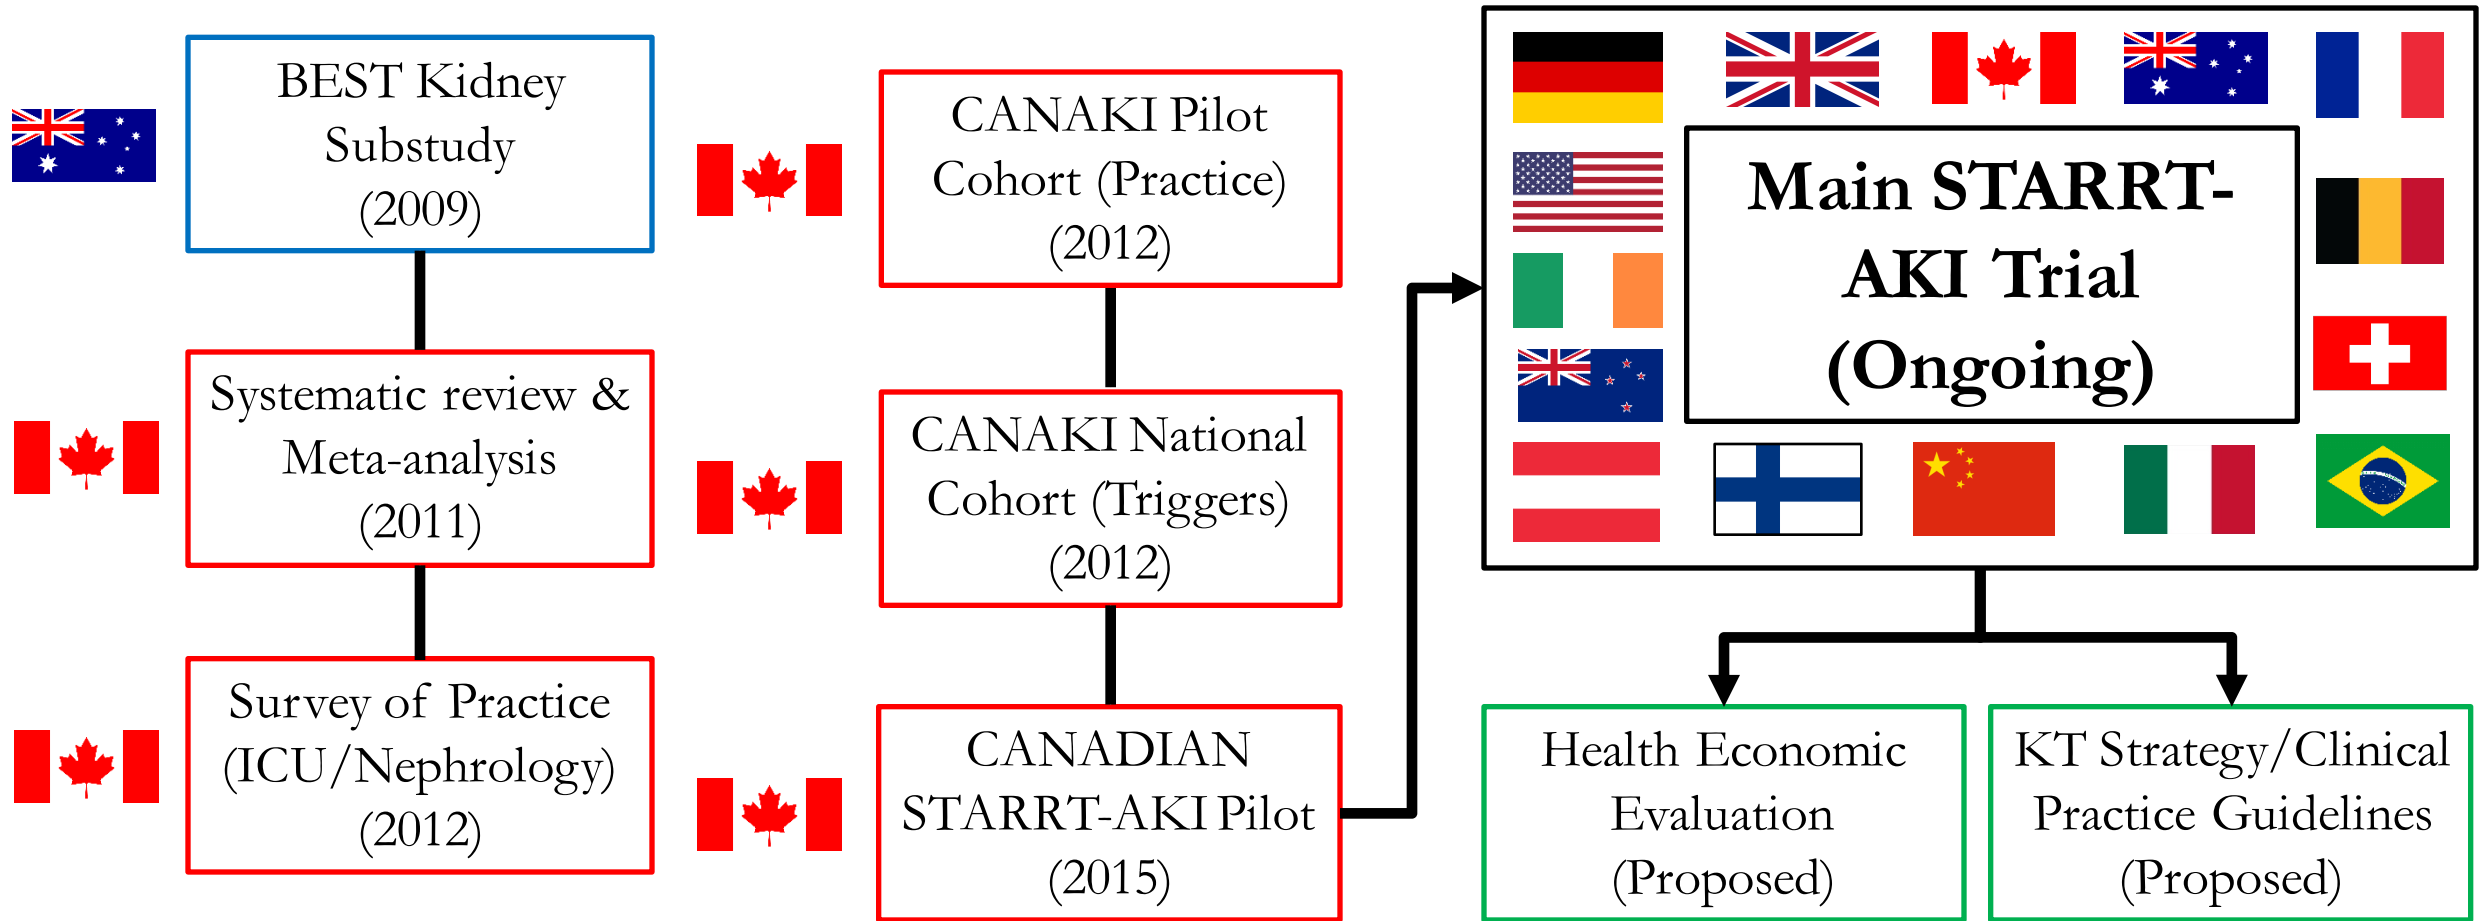 BEST Kidney
Substudy
(2009)
Systematic review &
Meta-analysis
(2011)
Survey of Practice
(ICU/Nephrology)
(2012)
CANAKI Pilot
Cohort (Practice)
(2012)
CANAKI National
Cohort (Triggers)
(2012)
CANADIAN
STARRT-AKI Pilot
(2015)
Main STARRT-
AKI Trial
(Ongoing)
Health Economic
Evaluation
(Proposed)
KT Strategy/Clinical
Practice Guidelines
(Proposed)